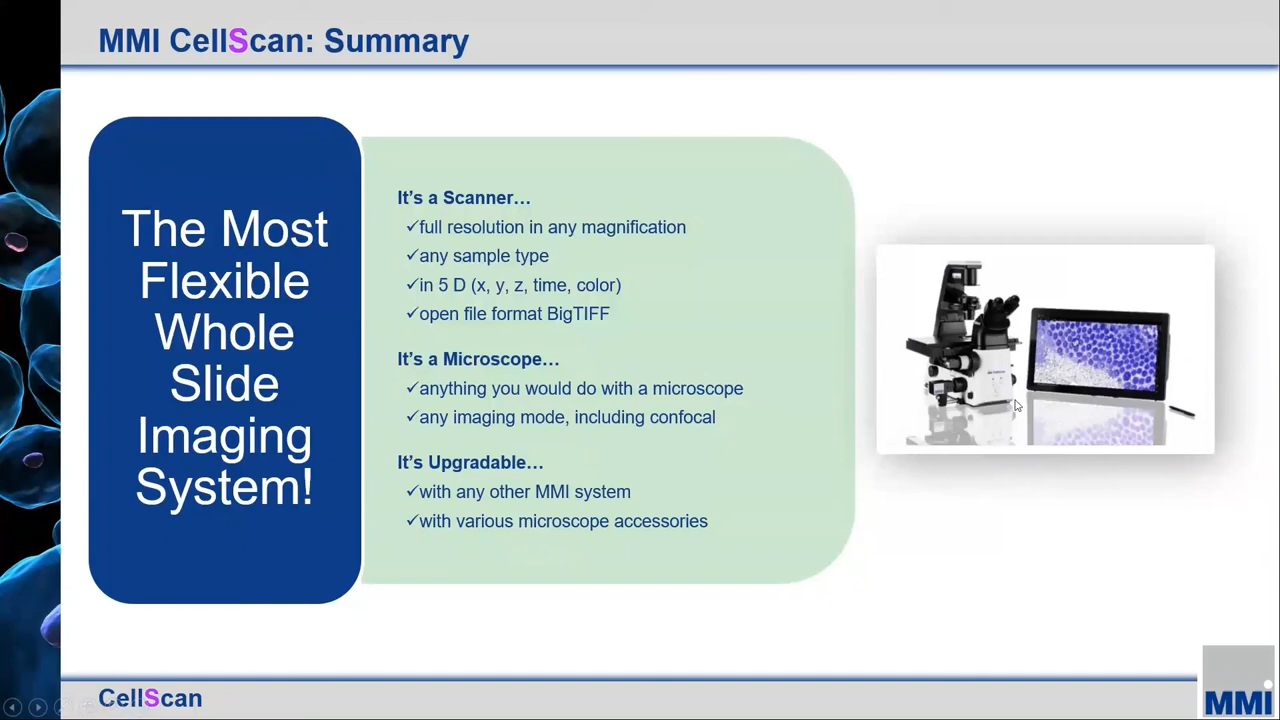 MMI CellScan: Summary
The Most
Flexible
Whole
Slide
Imaging
System!
It’s a Scanner…
✓full resolution in any magnification
✓any sample type
✓in 5 D (x, y, z, time, color)
✓open file format BigTIFF
It’s a Microscope…
✓anything you would do with a microscope
✓any imaging mode, including confocal
It’s Upgradable…
✓with any other MMI system
✓with various microscope accessories
CellScan
MMI